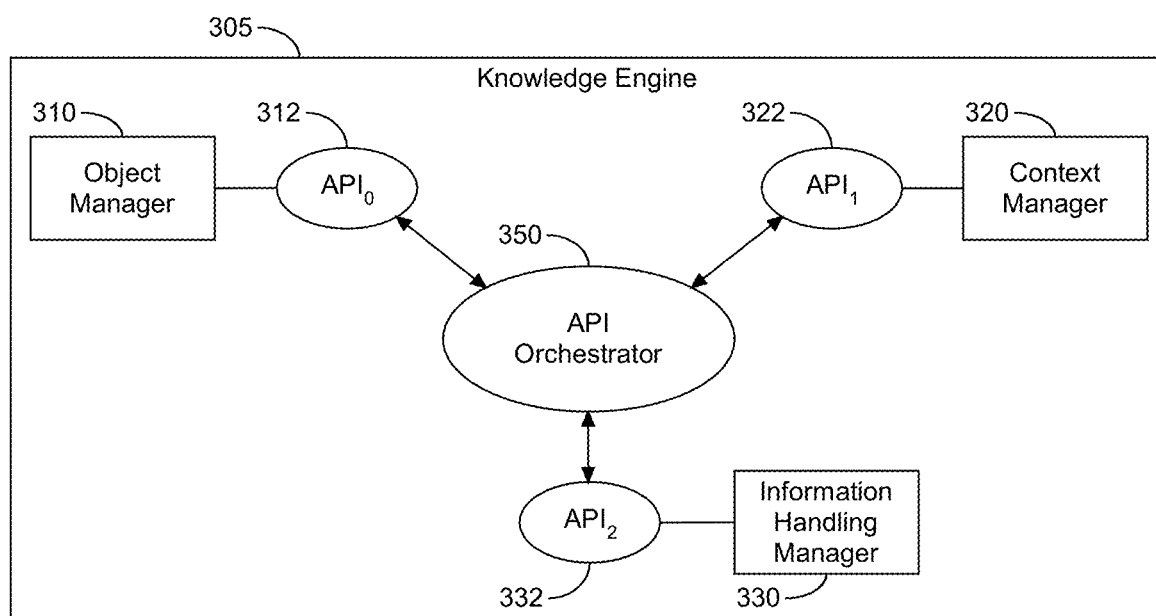 305
Knowledge Engine
310
312
322
320
Object
Manager
API₀
API₁
Context
Manager
350
API
Orchestrator
API₂
Information
Handling
Manager
332
330